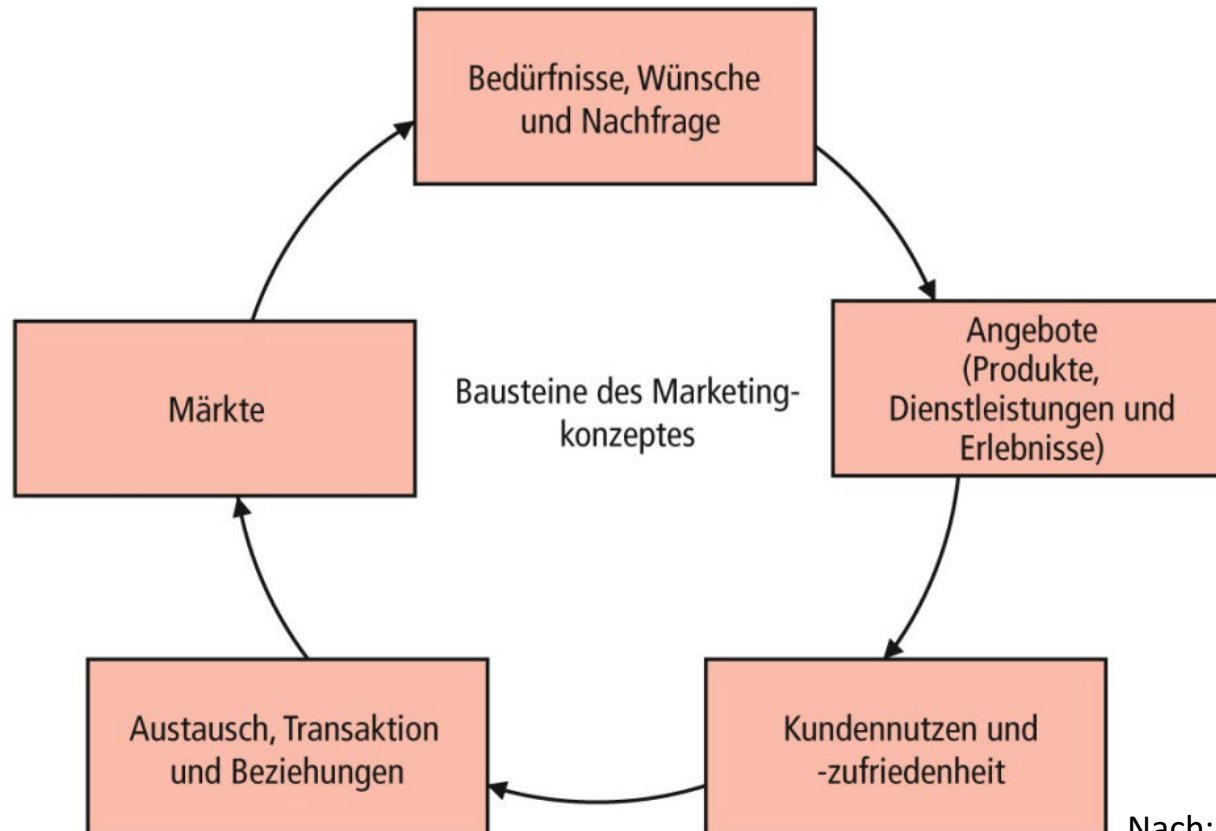 Bedürfnisse, Wünsche
und Nachfrage
Angebote
(Produkte,
Dienstleistungen und
Erlebnisse)
Märkte
Bausteine des Marketing-
konzeptes
Austausch, Transaktion
und Beziehungen
Kundennutzen und
-zufriedenheit
Nach: